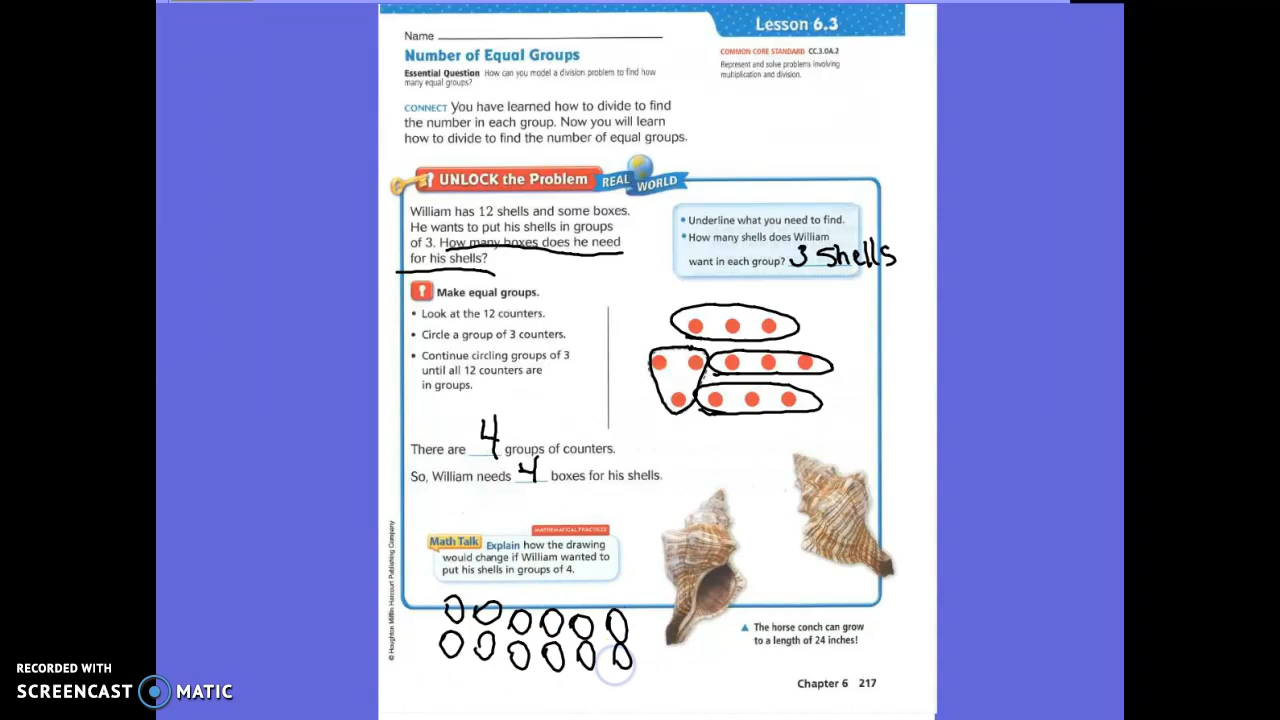 Lesson 6.3
Name
Number of Equal Groups
COMMON CORE STANDARD CC.3.OA.2
Represent and solve problems involving
multiplication and division.
Essential Question How can you model a division problem to find how
many equal groups?
CONNECT You have learned how to divide to find
the number in each group. Now you will learn
how to divide to find the number of equal groups.
UNLOCK the Problem REAL WORLD
William has 12 shells and some boxes.
He wants to put his shells in groups
of 3. How many boxes does he need
for his shells?
• Underline what you need to find.
• How many shells does William
want in each group? 3 shells
Make equal groups.
• Look at the 12 counters.
• Circle a group of 3 counters.
• Continue circling groups of 3
until all 12 counters are
in groups.
There are 4 groups of counters.
So, William needs 4 boxes for his shells.
MATHEMATICAL PRACTICES
Math Talk Explain how the drawing
would change if William wanted to
put his shells in groups of 4.
▲ The horse conch can grow
to a length of 24 inches!
© Houghton Mifflin Harcourt Publishing Company
Chapter 6 217
RECORDED WITH
SCREENCAST MATIC